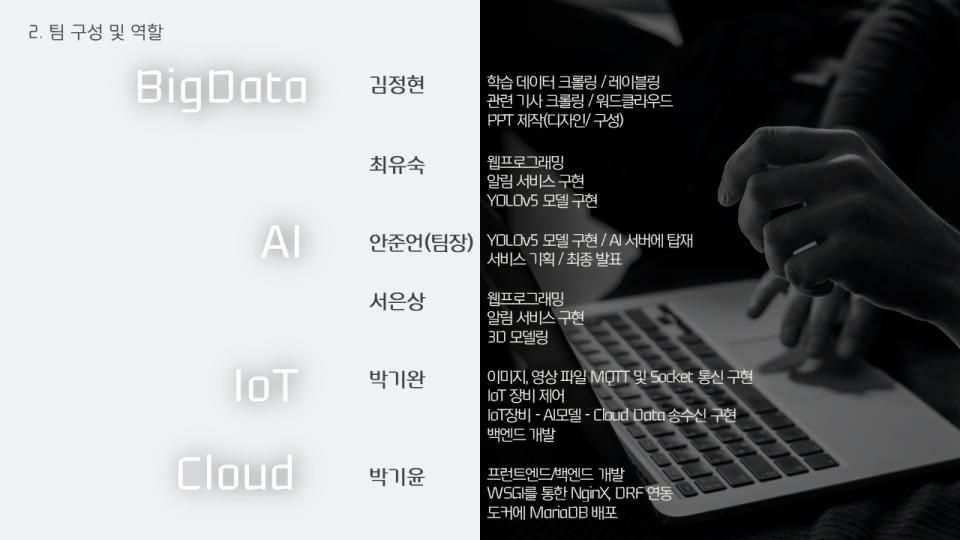 2. 팀 구성 및 역할
BigData
김정현
학습 데이터 크롤링 / 레이블링
관련 기사 크롤링 / 워드클라우드
PPT 제작(디자인/ 구성)
최유숙
웹프로그래밍
알림 서비스 구현
YOLOv5 모델 구현
AI
안준언(팀장)
YOLOv5 모델 구현 / AI 서버에 탑재
서비스 기획 / 최종 발표
서은상
웹프로그래밍
알림 서비스 구현
3D 모델링
IoT
박기완
이미지, 영상 파일 MQTT 및 Socket 통신 구현
IoT 장비 제어
IoT장비 - AI모델 - Cloud Data 송수신 구현
백엔드 개발
Cloud
박기윤
프런트엔드/백엔드 개발
WSGI를 통한 NginX, DRF 연동
도커에 MariaDB 배포